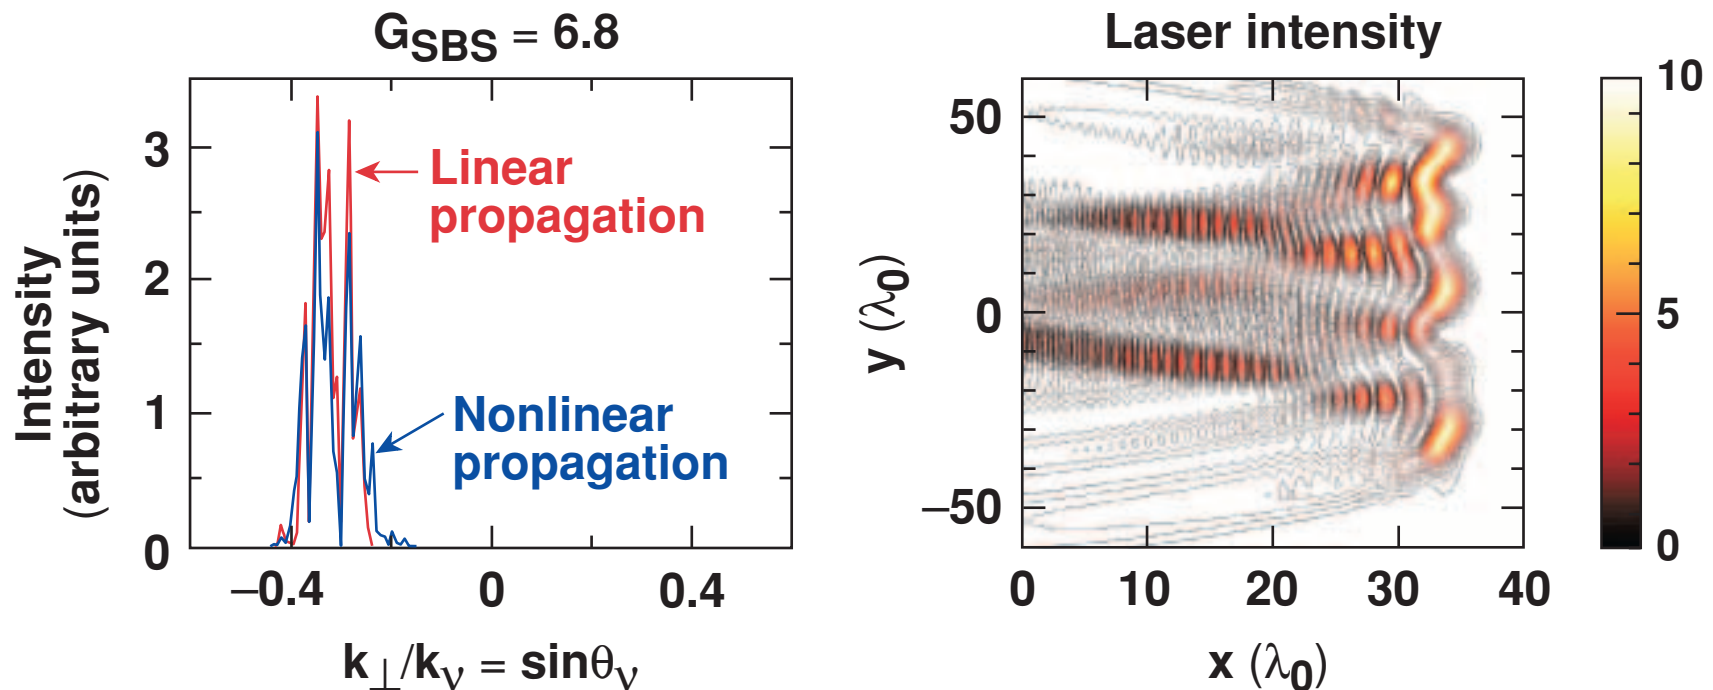 G_SBS = 6.8
3
2
1
0
Intensity
(arbitrary units)
Linear
propagation
Nonlinear
propagation
–0.4 0 0.4
k⊥/kν = sinθν
Laser intensity
50
0
–50
y (λ0)
0 10 20 30 40
x (λ0)
10
5
0